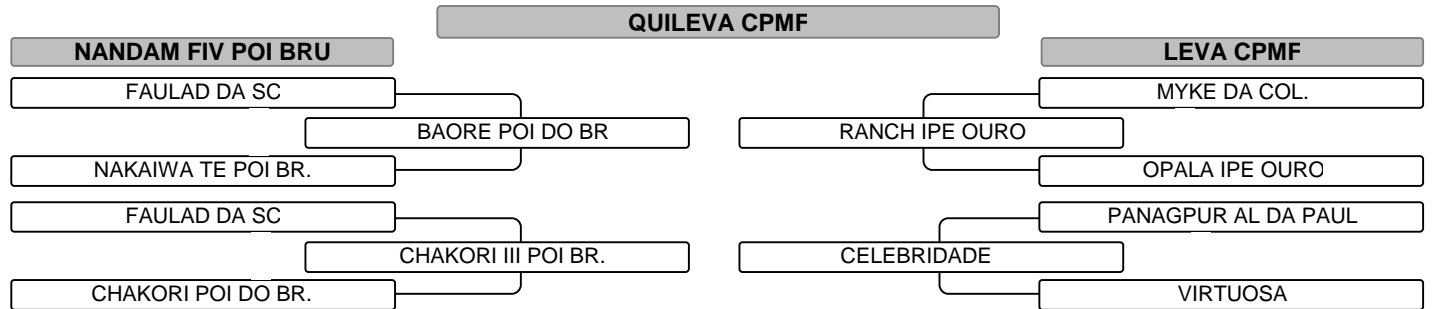 QUILEVA CPMF
NANDAM FIV POI BRU
LEVA CPMF
FAULAD DA SC
MYKE DA COL.
BAORE POI DO BR
RANCH IPE OURO
NAKAIWA TE POI BR.
OPALA IPE OURO
FAULAD DA SC
PANAGPUR AL DA PAUL
CHAKORI III POI BR.
CELEBRIDADE
CHAKORI POI DO BR.
VIRTUOSA